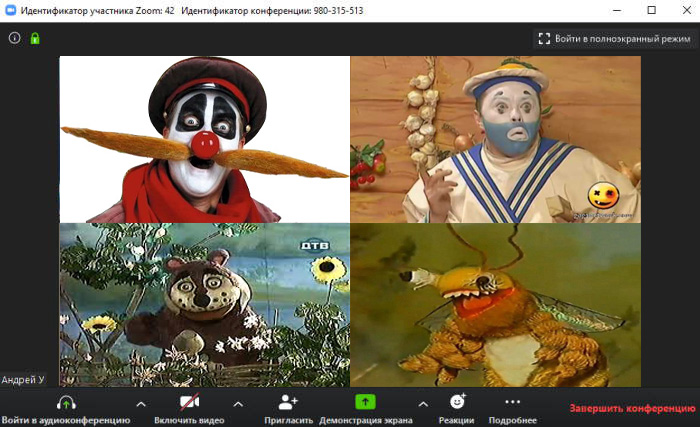 Идентификатор участника Zoom: 42 Идентификатор конференции: 980-315-513
Войти в полноэкранный режим
ДТВ
Андрей У
Войти в аудиоконференцию
Включить видео
Пригласить
Демонстрация экрана
Реакции
Подробнее
Завершить конференцию